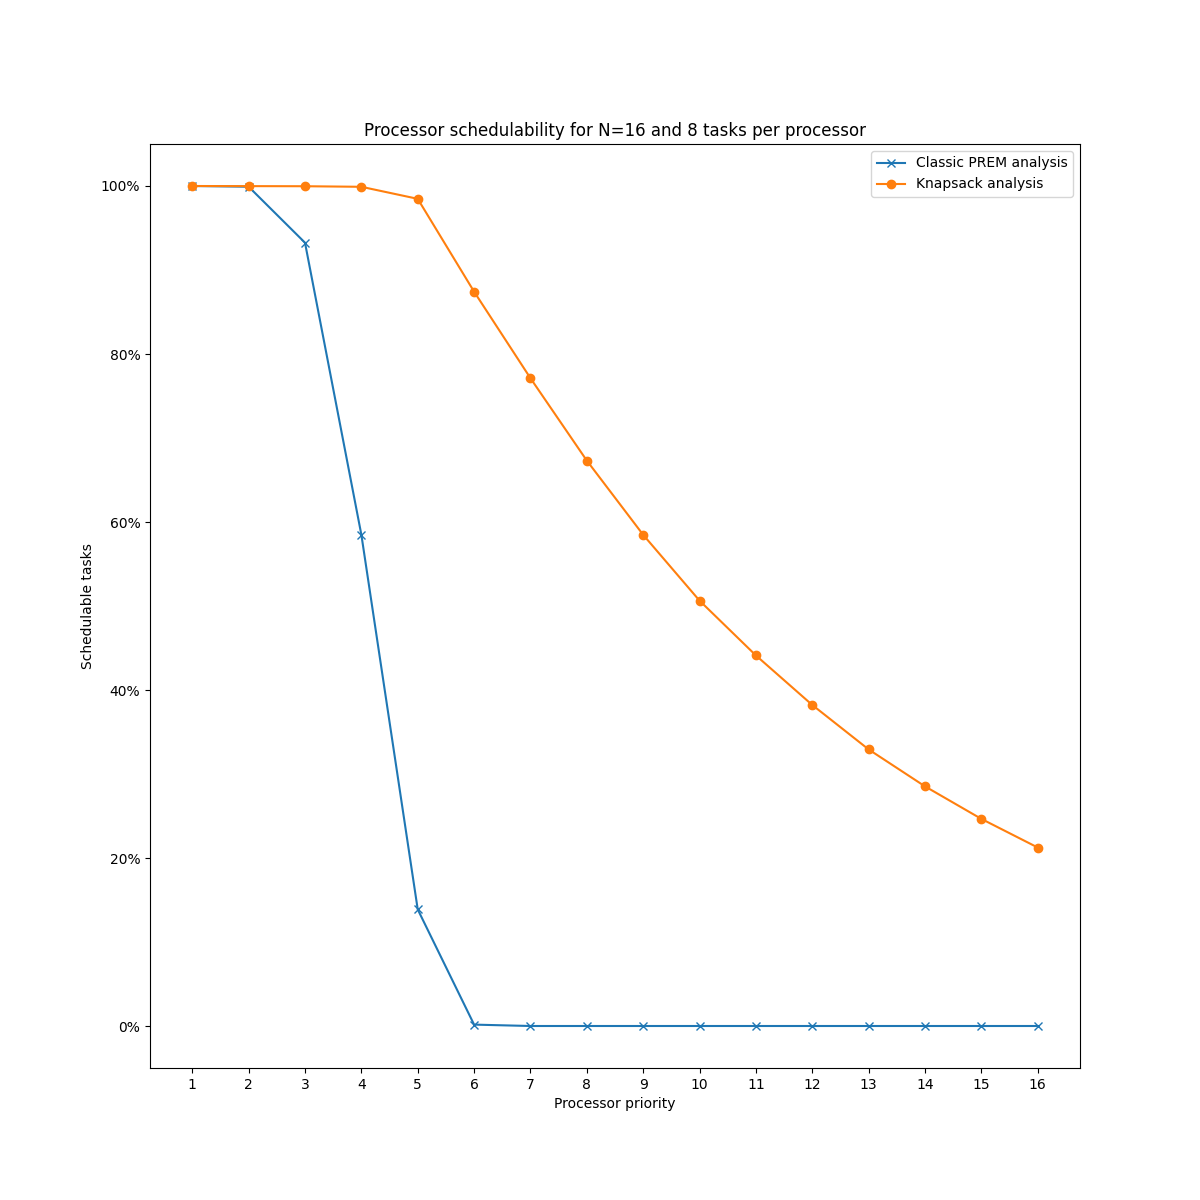 Processor schedulability for N=16 and 8 tasks per processor
Classic PREM analysis
Knapsack analysis
100%
80%
60%
40%
20%
0%
Schedulable tasks
1 2 3 4 5 6 7 8 9 10 11 12 13 14 15 16
Processor priority